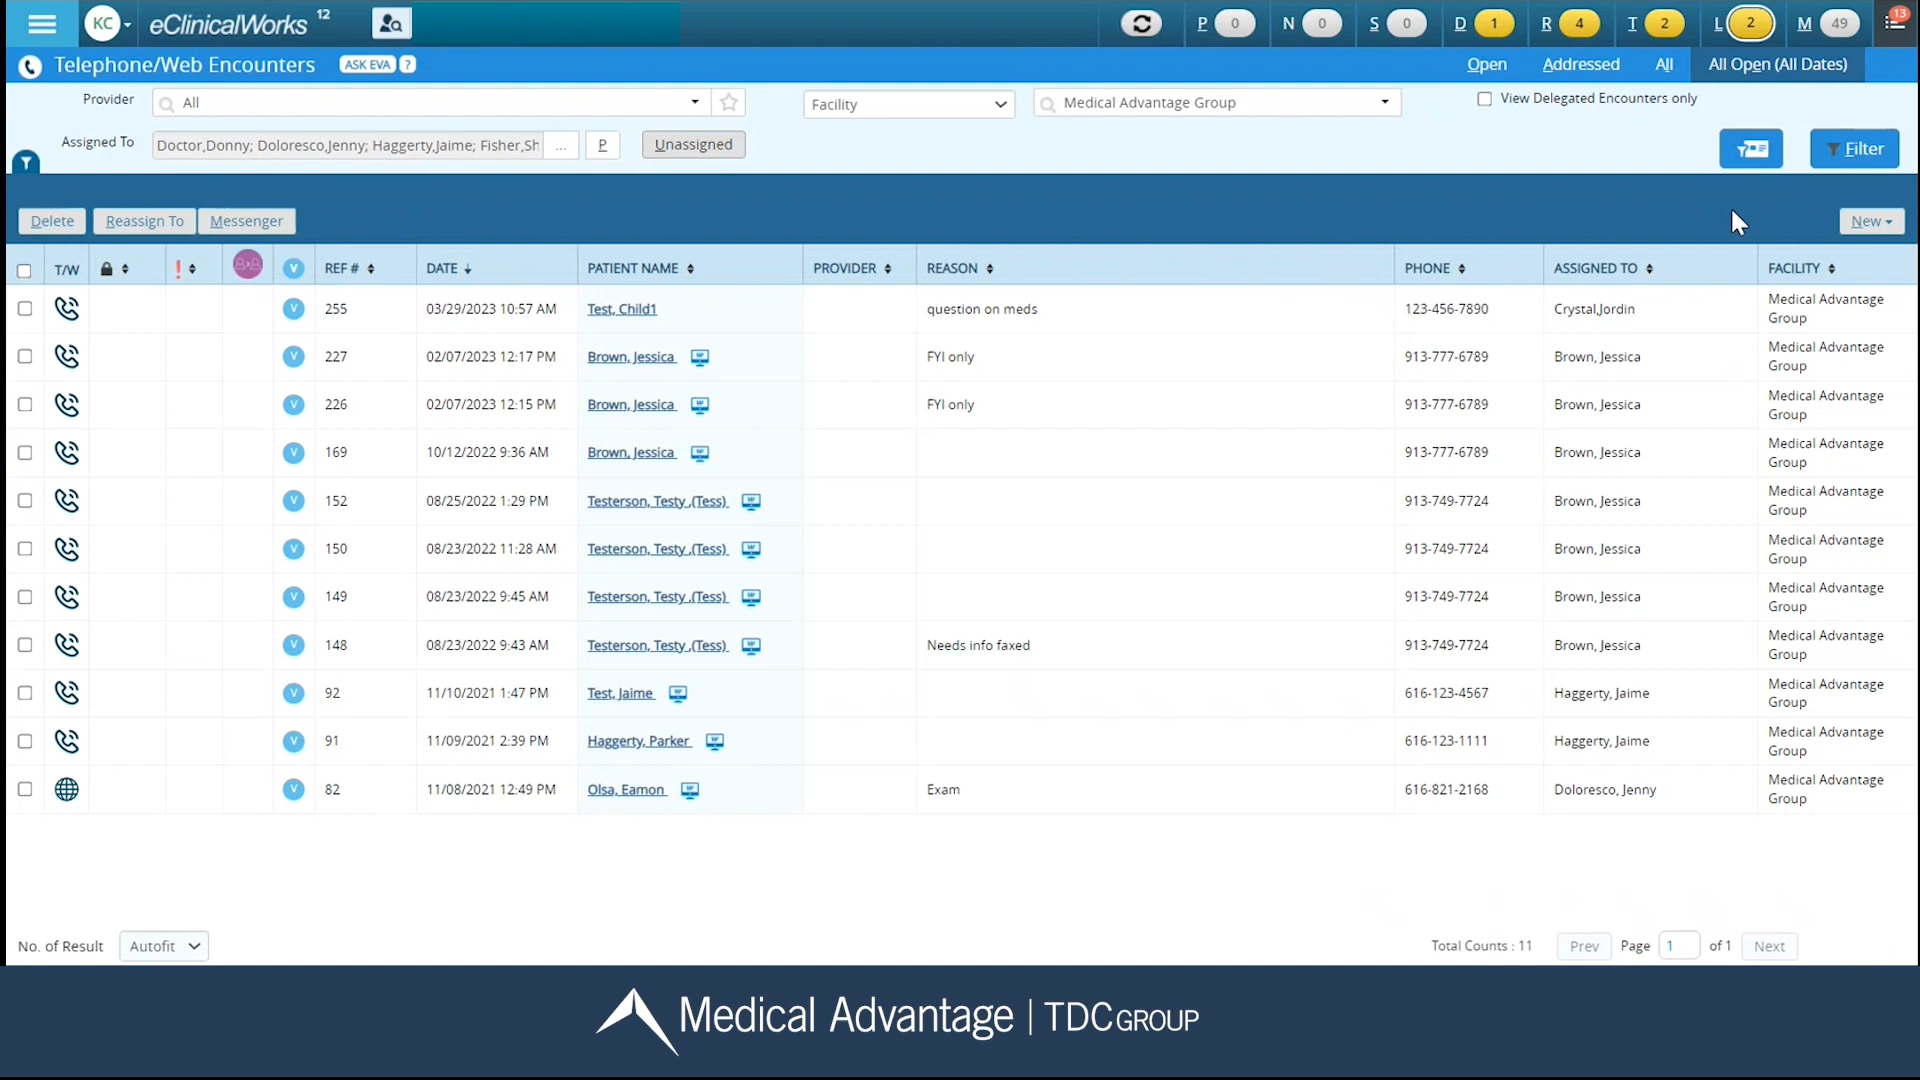 KC eClinicalWorks 12 P 0 N 0 S 0 D 1 R 4 T 2 L 2 M 49 13
Telephone/Web Encounters ASK EVA ? Open Addressed All All Open (All Dates)
Provider All Facility Medical Advantage Group View Delegated Encounters only
Assigned To Doctor,Donny; Doloresco,Jenny; Haggerty,Jaime; Fisher,Sh ... P Unassigned Filter
Delete Reassign To Messenger New
T/W ! V REF # DATE PATIENT NAME PROVIDER REASON PHONE ASSIGNED TO FACILITY
V 255 03/29/2023 10:57 AM Test, Child1 question on meds 123-456-7890 Crystal,Jordin Medical Advantage
Group
V 227 02/07/2023 12:17 PM Brown, Jessica FYI only 913-777-6789 Brown, Jessica Medical Advantage
Group
V 226 02/07/2023 12:15 PM Brown, Jessica FYI only 913-777-6789 Brown, Jessica Medical Advantage
Group
V 169 10/12/2022 9:36 AM Brown, Jessica 913-777-6789 Brown, Jessica Medical Advantage
Group
V 152 08/25/2022 1:29 PM Testerson, Testy ,(Tess) 913-749-7724 Brown, Jessica Medical Advantage
Group
V 150 08/23/2022 11:28 AM Testerson, Testy ,(Tess) 913-749-7724 Brown, Jessica Medical Advantage
Group
V 149 08/23/2022 9:45 AM Testerson, Testy ,(Tess) 913-749-7724 Brown, Jessica Medical Advantage
Group
V 148 08/23/2022 9:43 AM Testerson, Testy ,(Tess) Needs info faxed 913-749-7724 Brown, Jessica Medical Advantage
Group
V 92 11/10/2021 1:47 PM Test, Jaime 616-123-4567 Haggerty, Jaime Medical Advantage
Group
V 91 11/09/2021 2:39 PM Haggerty, Parker 616-123-1111 Haggerty, Jaime Medical Advantage
Group
V 82 11/08/2021 12:49 PM Olsa, Eamon Exam 616-821-2168 Doloresco, Jenny Medical Advantage
Group
No. of Result Autofit Total Counts : 11 Prev Page 1 of 1 Next
Medical Advantage | TDCGROUP